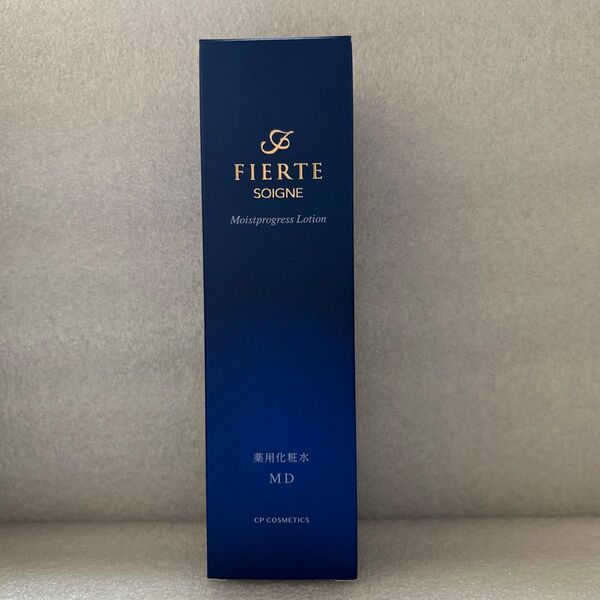 FIERTE
SOIGNE
Moistprogress Lotion
薬用化粧水
MD
CP COSMETICS